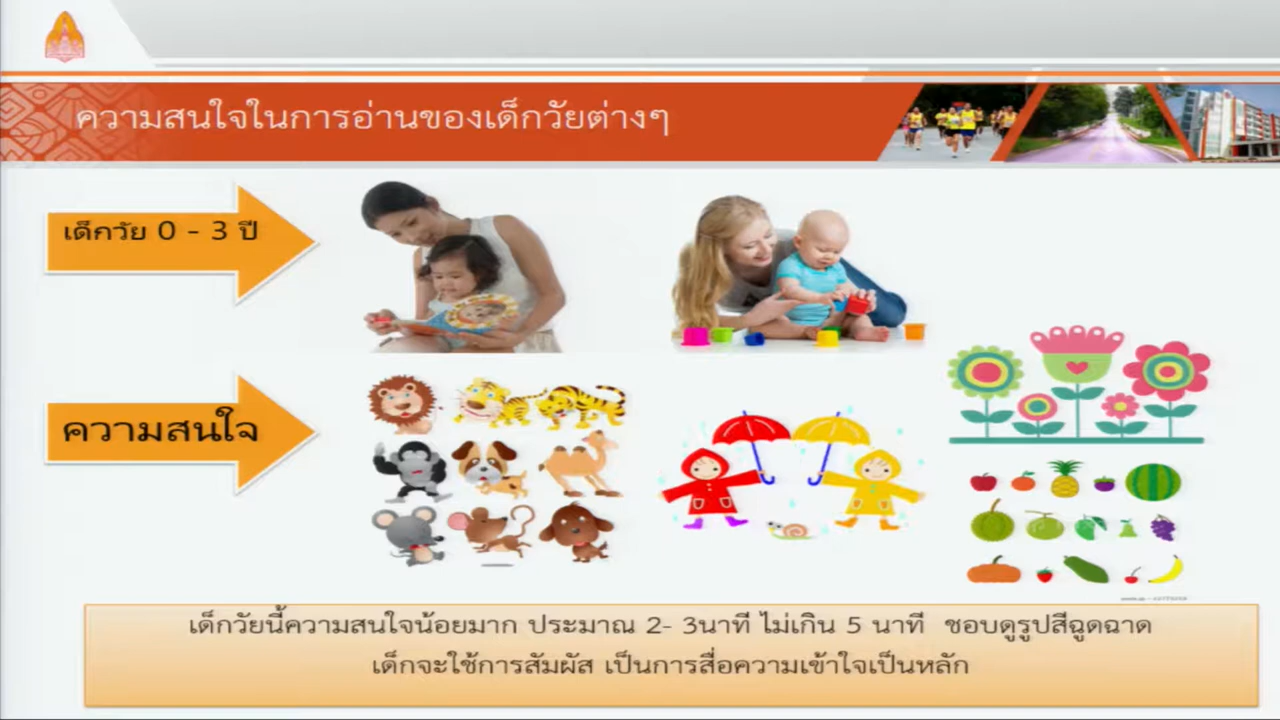 ความสนใจในการอ่านของเด็กวัยต่างๆ
เด็กวัย 0 - 3 ปี
ความสนใจ
เด็กวัยนี้ความสนใจน้อยมาก ประมาณ 2- 3นาที ไม่เกิน 5 นาที ชอบดูรูปสีฉูดฉาด
เด็กจะใช้การสัมผัส เป็นการสื่อความเข้าใจเป็นหลัก